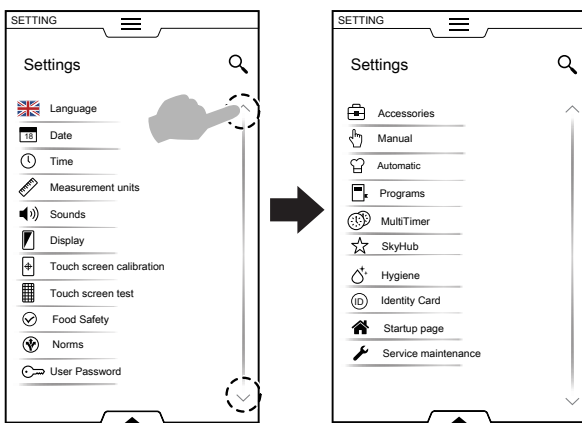 SETTING
Settings
Language
18
Date
Time
Measurement units
Sounds
Display
Touch screen calibration
Touch screen test
Food Safety
Norms
User Password
SETTING
Settings
Accessories
Manual
Automatic
Programs
MultiTimer
SkyHub
Hygiene
ID
Identity Card
Startup page
Service maintenance